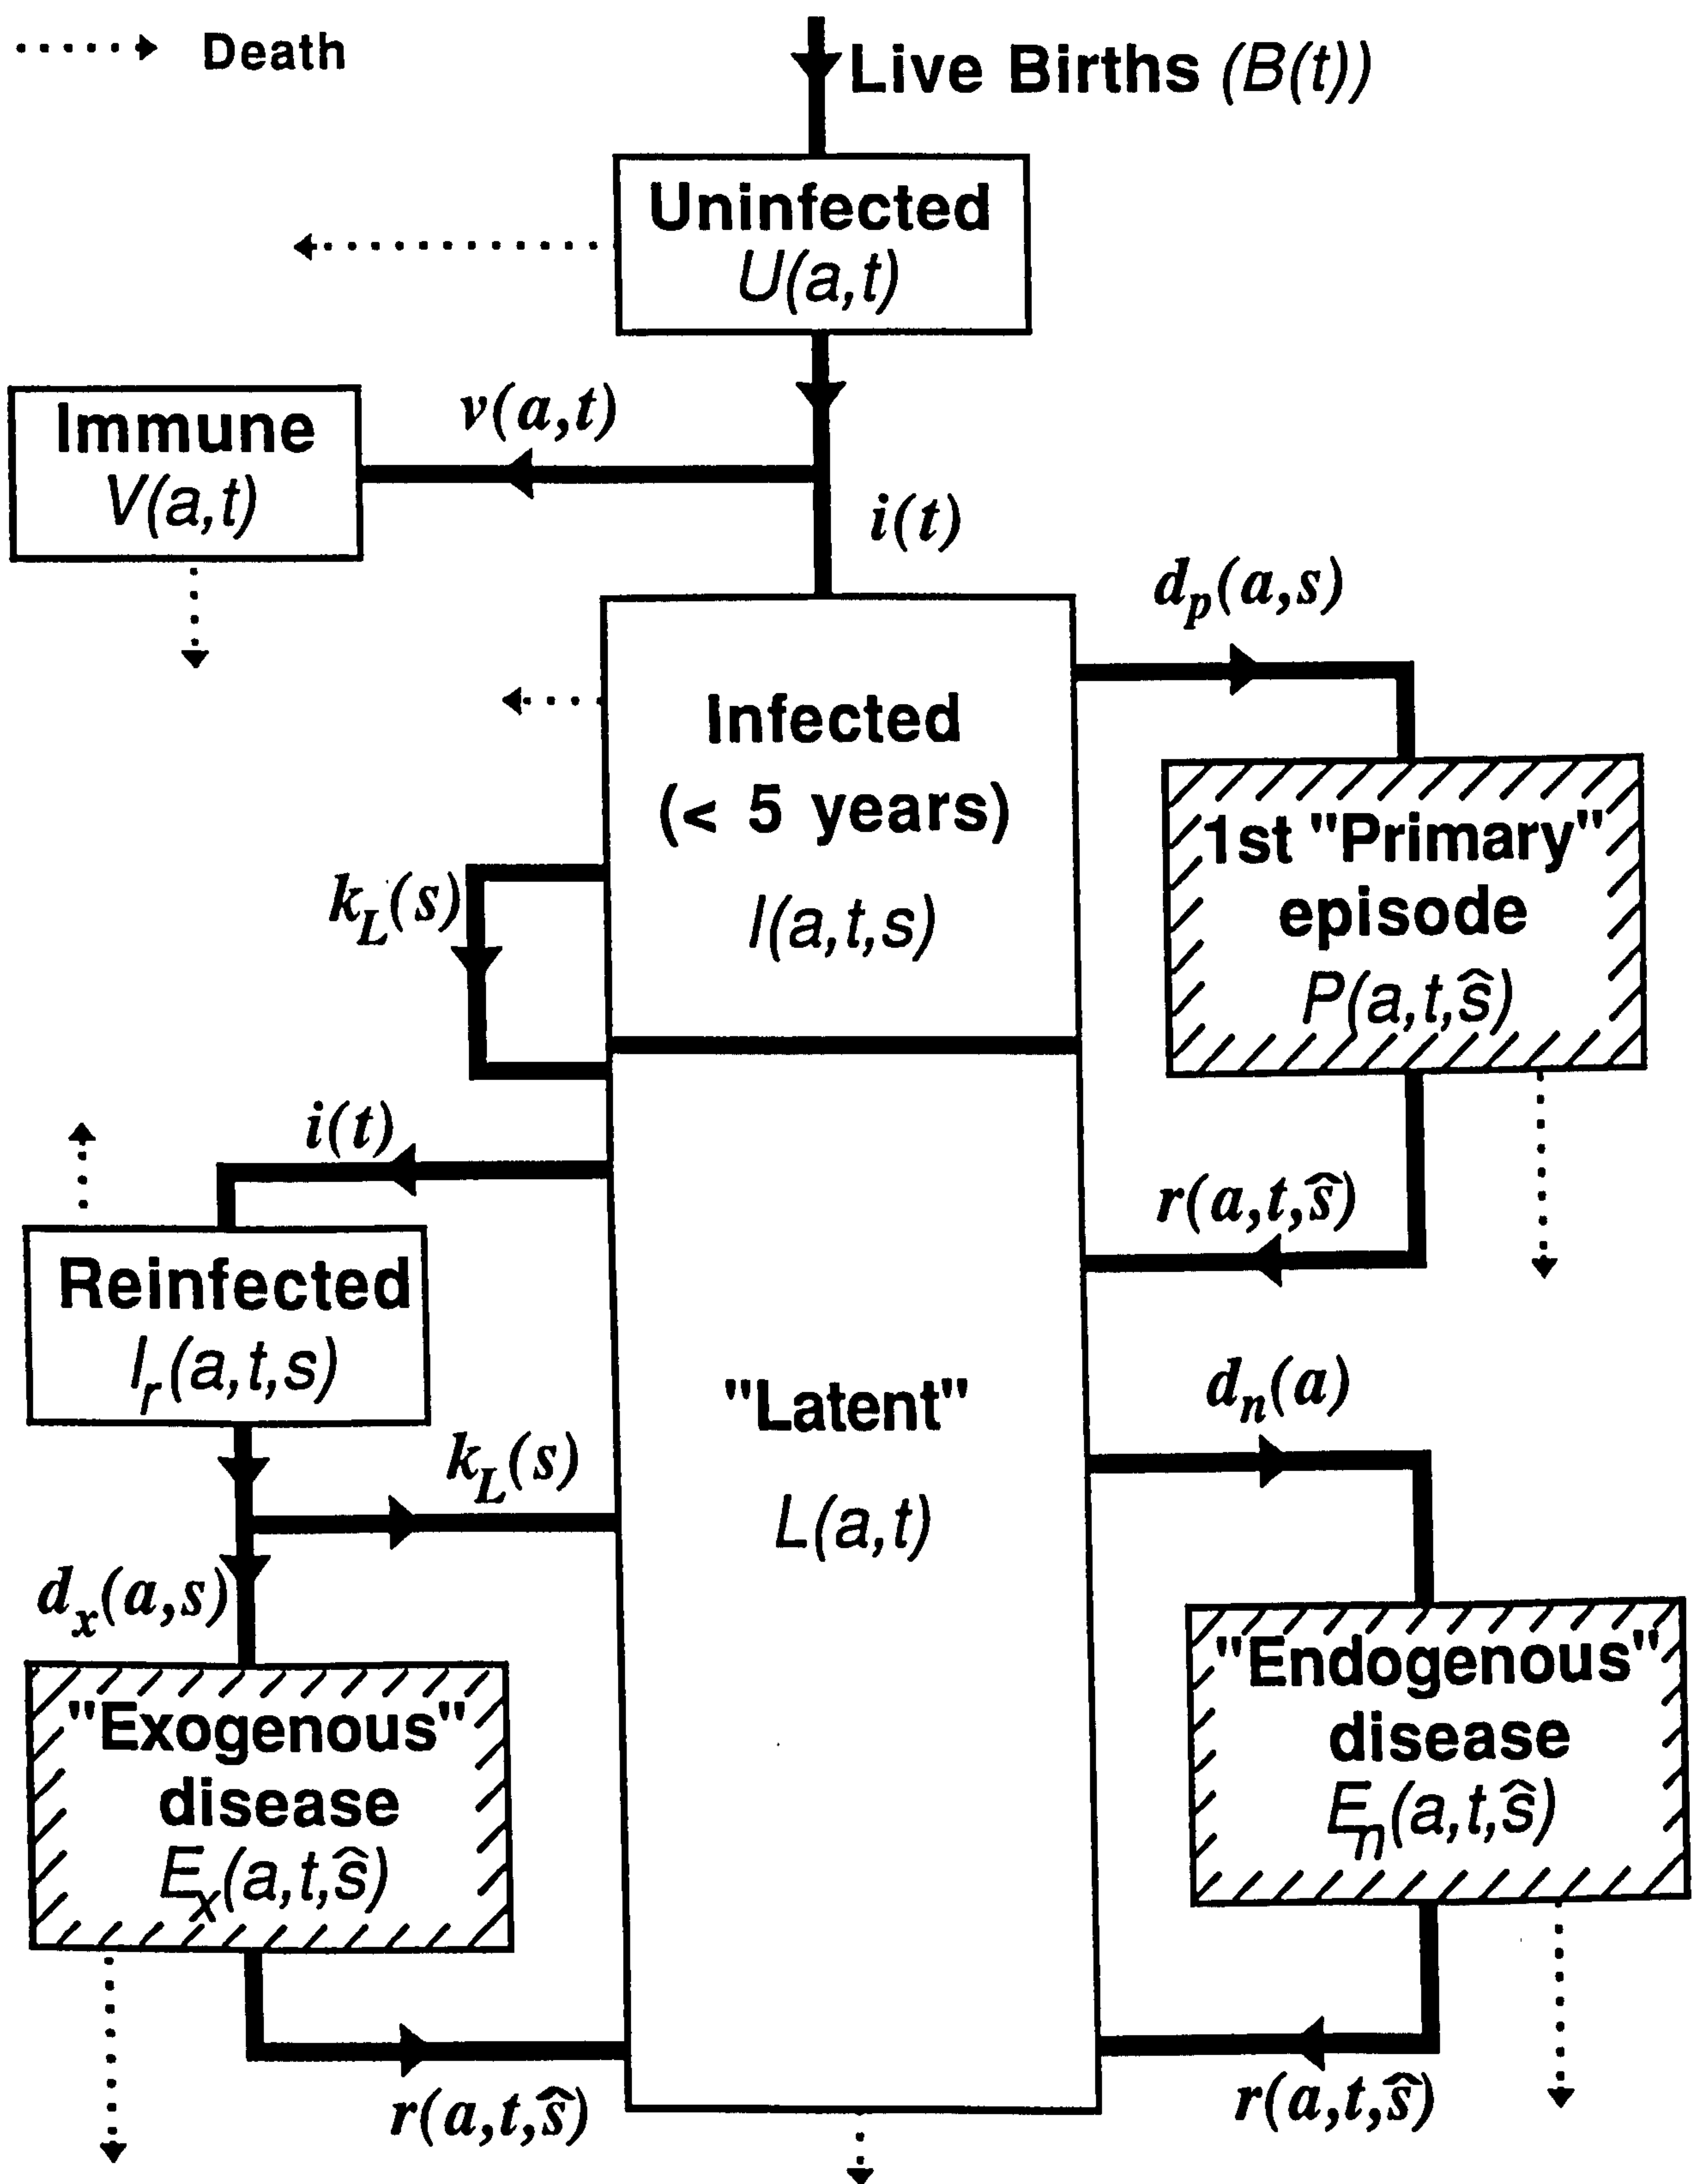 Death
Live Births (B(t))
Uninfected
U(a,t)
v(a,t)
Immune
V(a,t)
i(t)
d_p(a,s)
Infected
(< 5 years)
I(a,t,s)
1st "Primary"
episode
P(a,t,ŝ)
k_L(s)
i(t)
r(a,t,ŝ)
Reinfected
I_r(a,t,s)
"Latent"
L(a,t)
d_n(a)
k_L(s)
d_x(a,s)
"Exogenous"
disease
E_x(a,t,ŝ)
"Endogenous"
disease
E_n(a,t,ŝ)
r(a,t,ŝ)
r(a,t,ŝ)